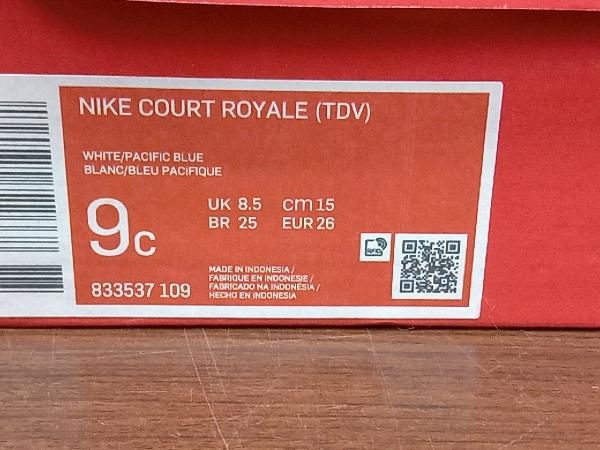 NIKE COURT ROYALE (TDV)
WHITE/PACIFIC BLUE
BLANC/BLEU PACIFIQUE
9c
UK 8.5 cm 15
BR 25 EUR 26
833537 109
MADE IN INDONESIA /
FABRIQUE EN INDONESIE /
FABRICADO NA INDONÉSIA /
HECHO EN INDONESIA
RFID